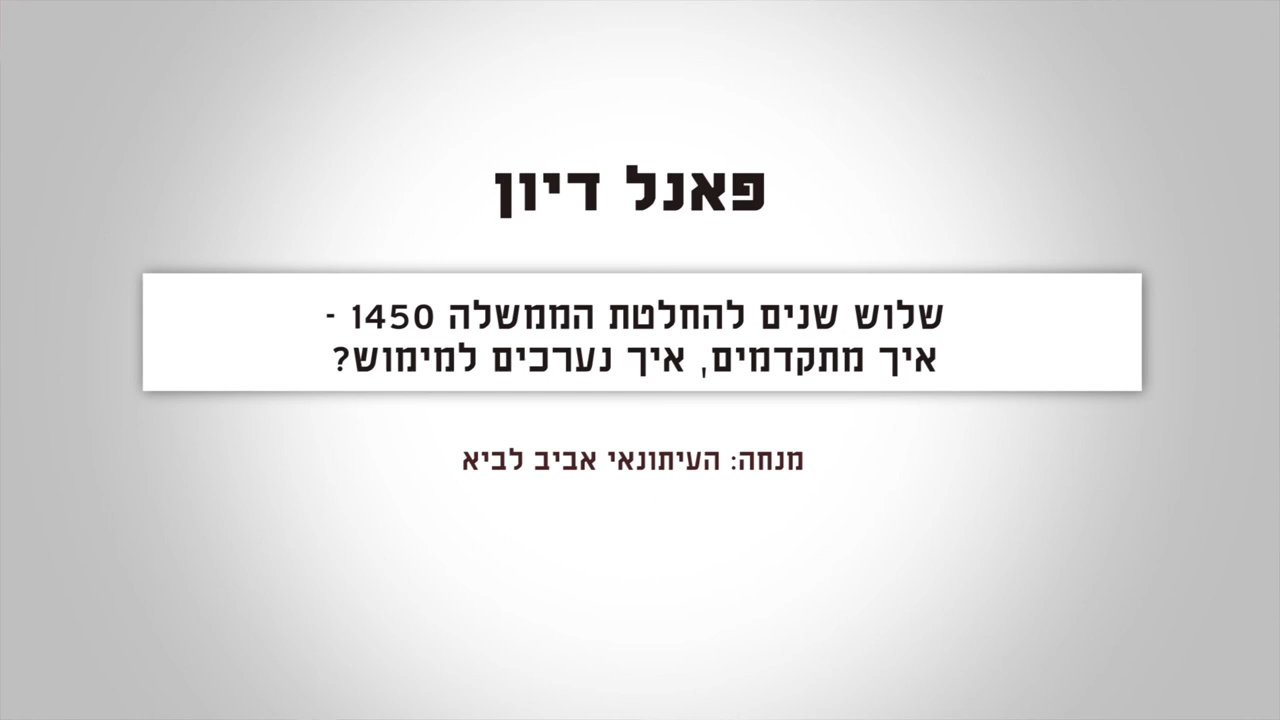 פאנל דיון
שלוש שנים להחלטת הממשלה 1450 -
איך מתקדמים, איך נערכים למימוש?
מנחה: העיתונאי אביב לביא